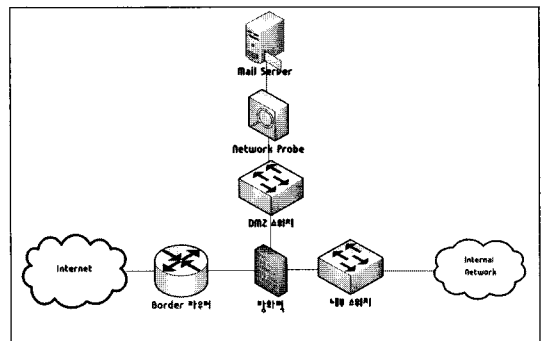 Mail Server
Network Probe
DMZ 스위치
Internet
Border 라우터
방화벽
내부 스위치
Internal
Network